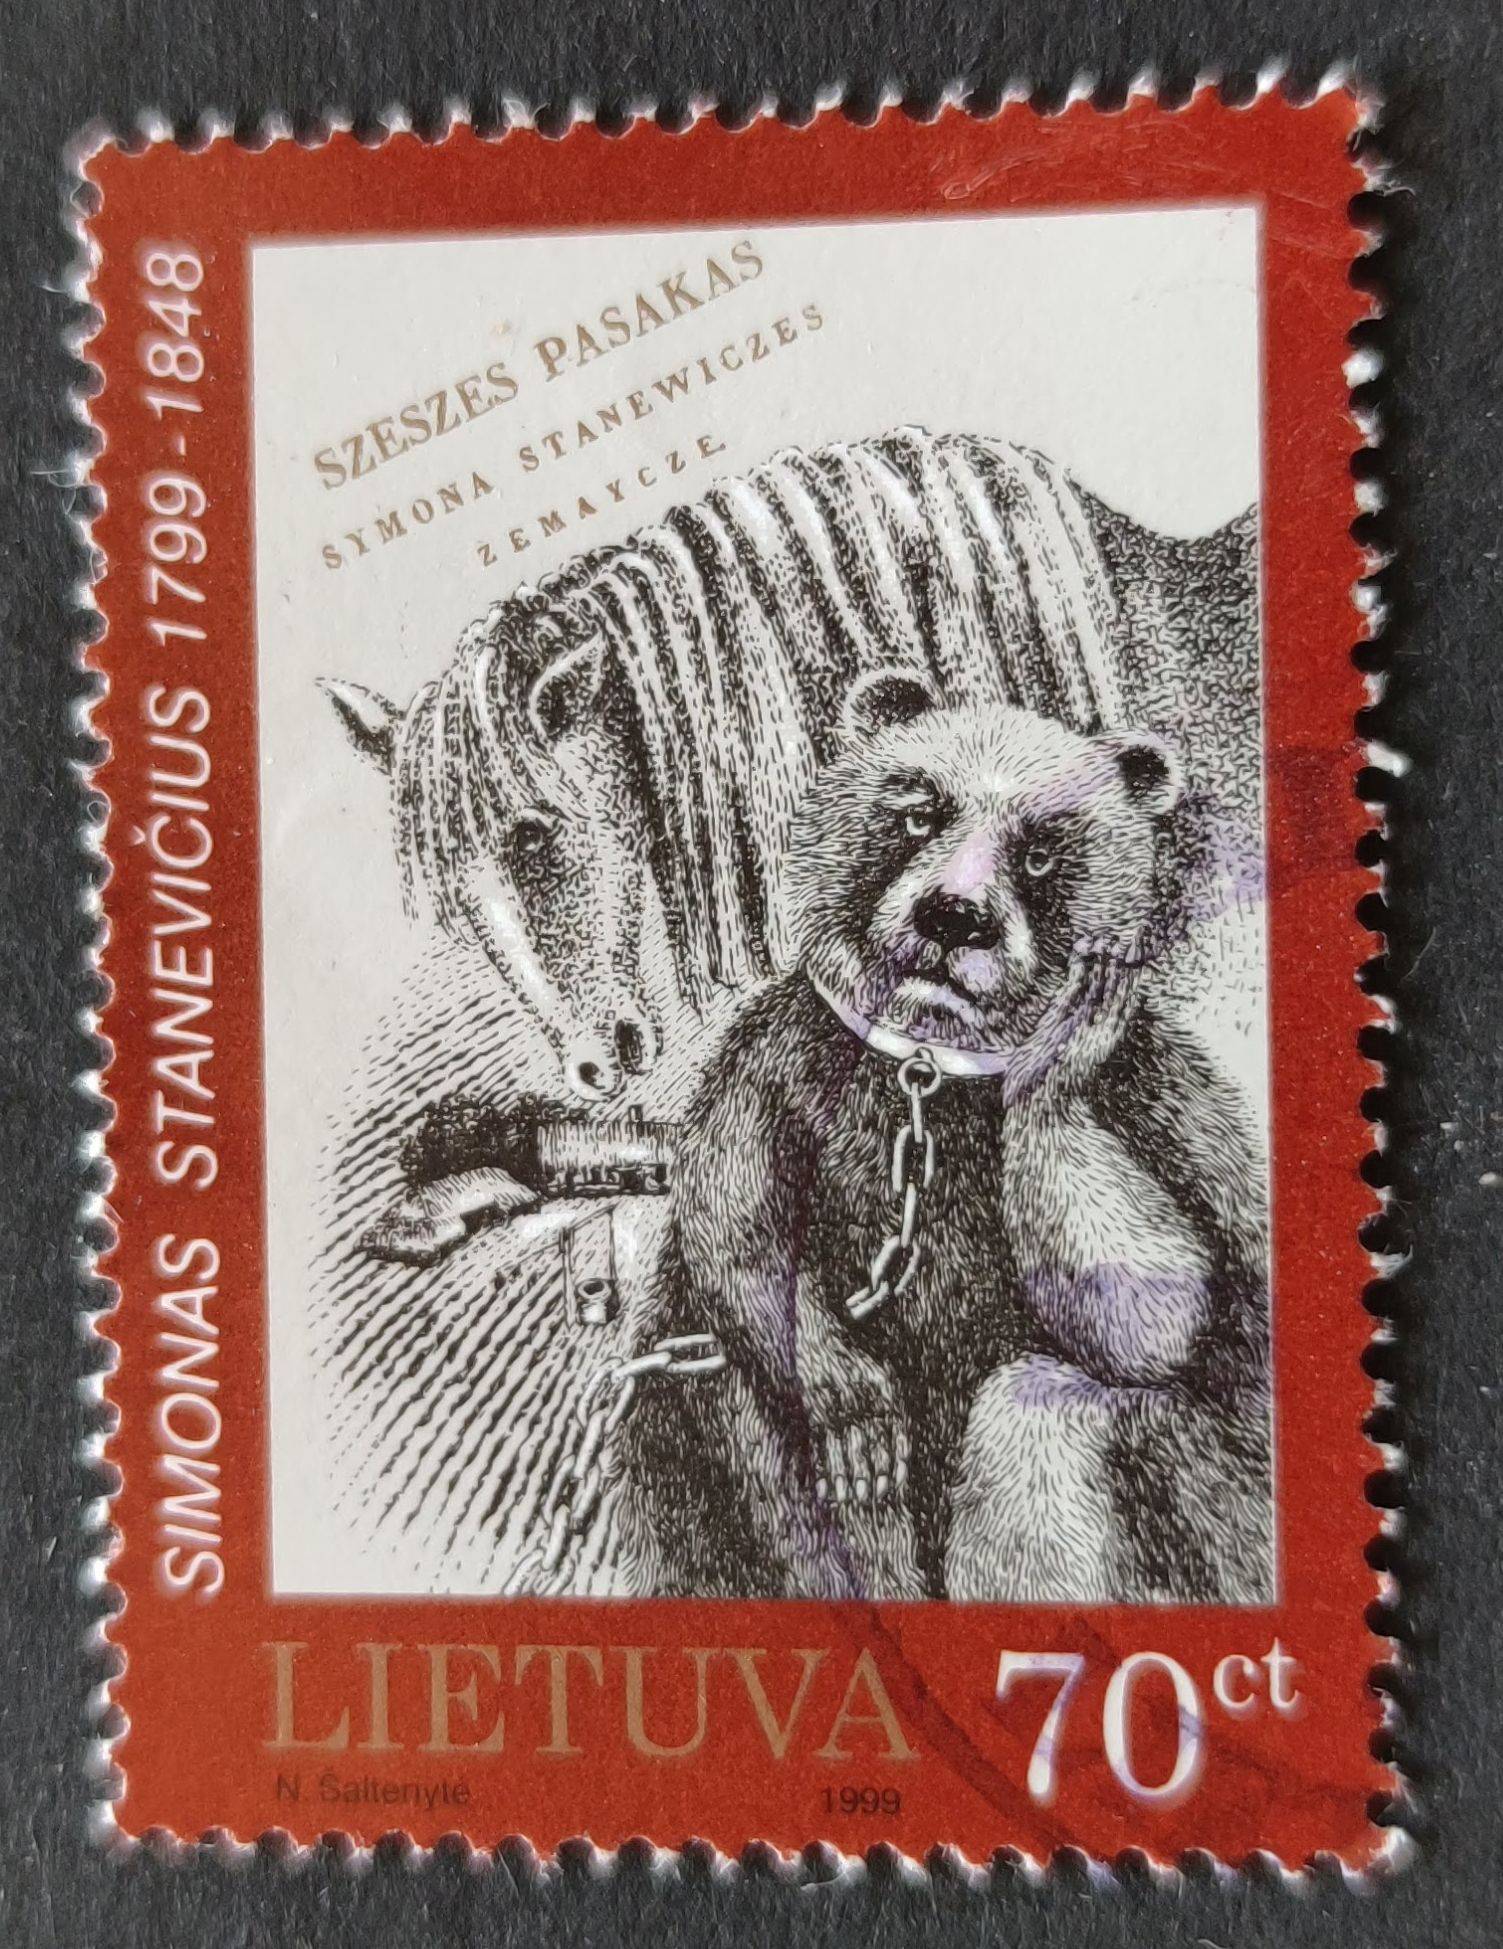 SZESZES PASAKAS
SYMONA STANEWICZES
ZEMAYCZE
SIMONAS STANEVIČIUS 1799-1848
LIETUVA 70ct
N. Šaltenytė 1999